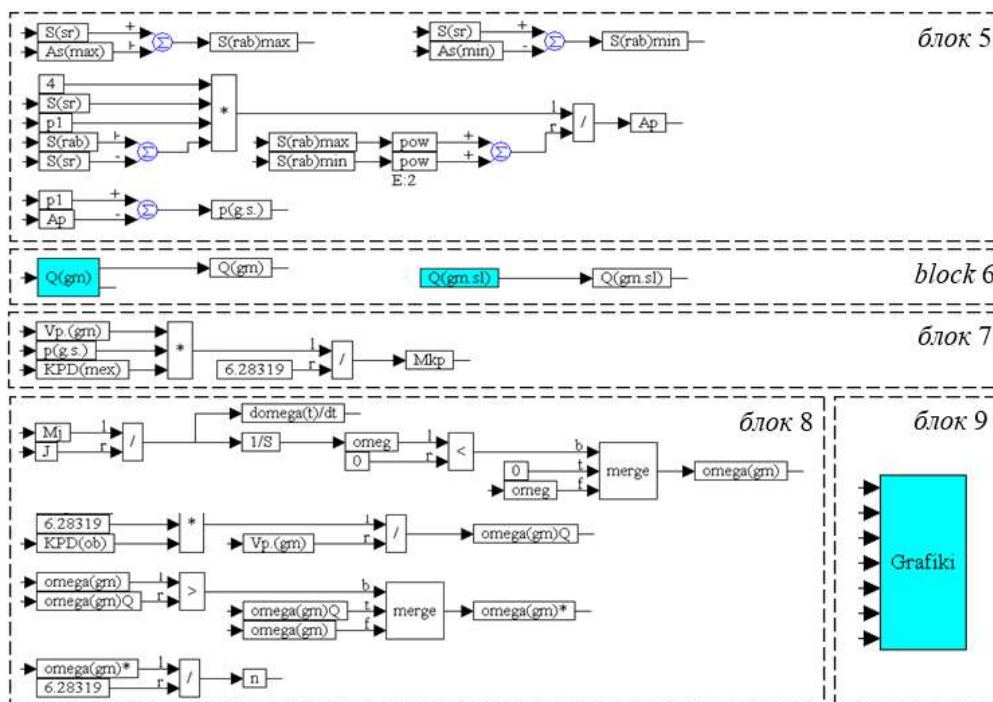 S(sr) + S(sr) + блок 5
As(max) Σ S(rab)max As(min) - Σ S(rab)min
4
S(sr)
p1 * l / Ap
S(rab) r
S(sr) - Σ S(rab)max pow + Σ
S(rab)min pow +
E:2
p1 + Σ p(g.s.)
Ap -
Q(gm) Q(gm) Q(gm.sl) Q(gm.sl) block 6
Vp.(gm) блок 7
p(g.s.) * l / Mkp
KPD(mex) 6.28319 r
domega(t)/dt блок 8 блок 9
Mj l / 1/S omeg l < b
J r 0 r 0 t merge omega(gm)
omeg f
6.28319 * l / omega(gm)Q
KPD(ob) Vp.(gm) r
Grafiki
omega(gm) l > b
omega(gm)Q r omega(gm)Q t merge omega(gm)*
omega(gm) f
omega(gm)* l / n
6.28319 r